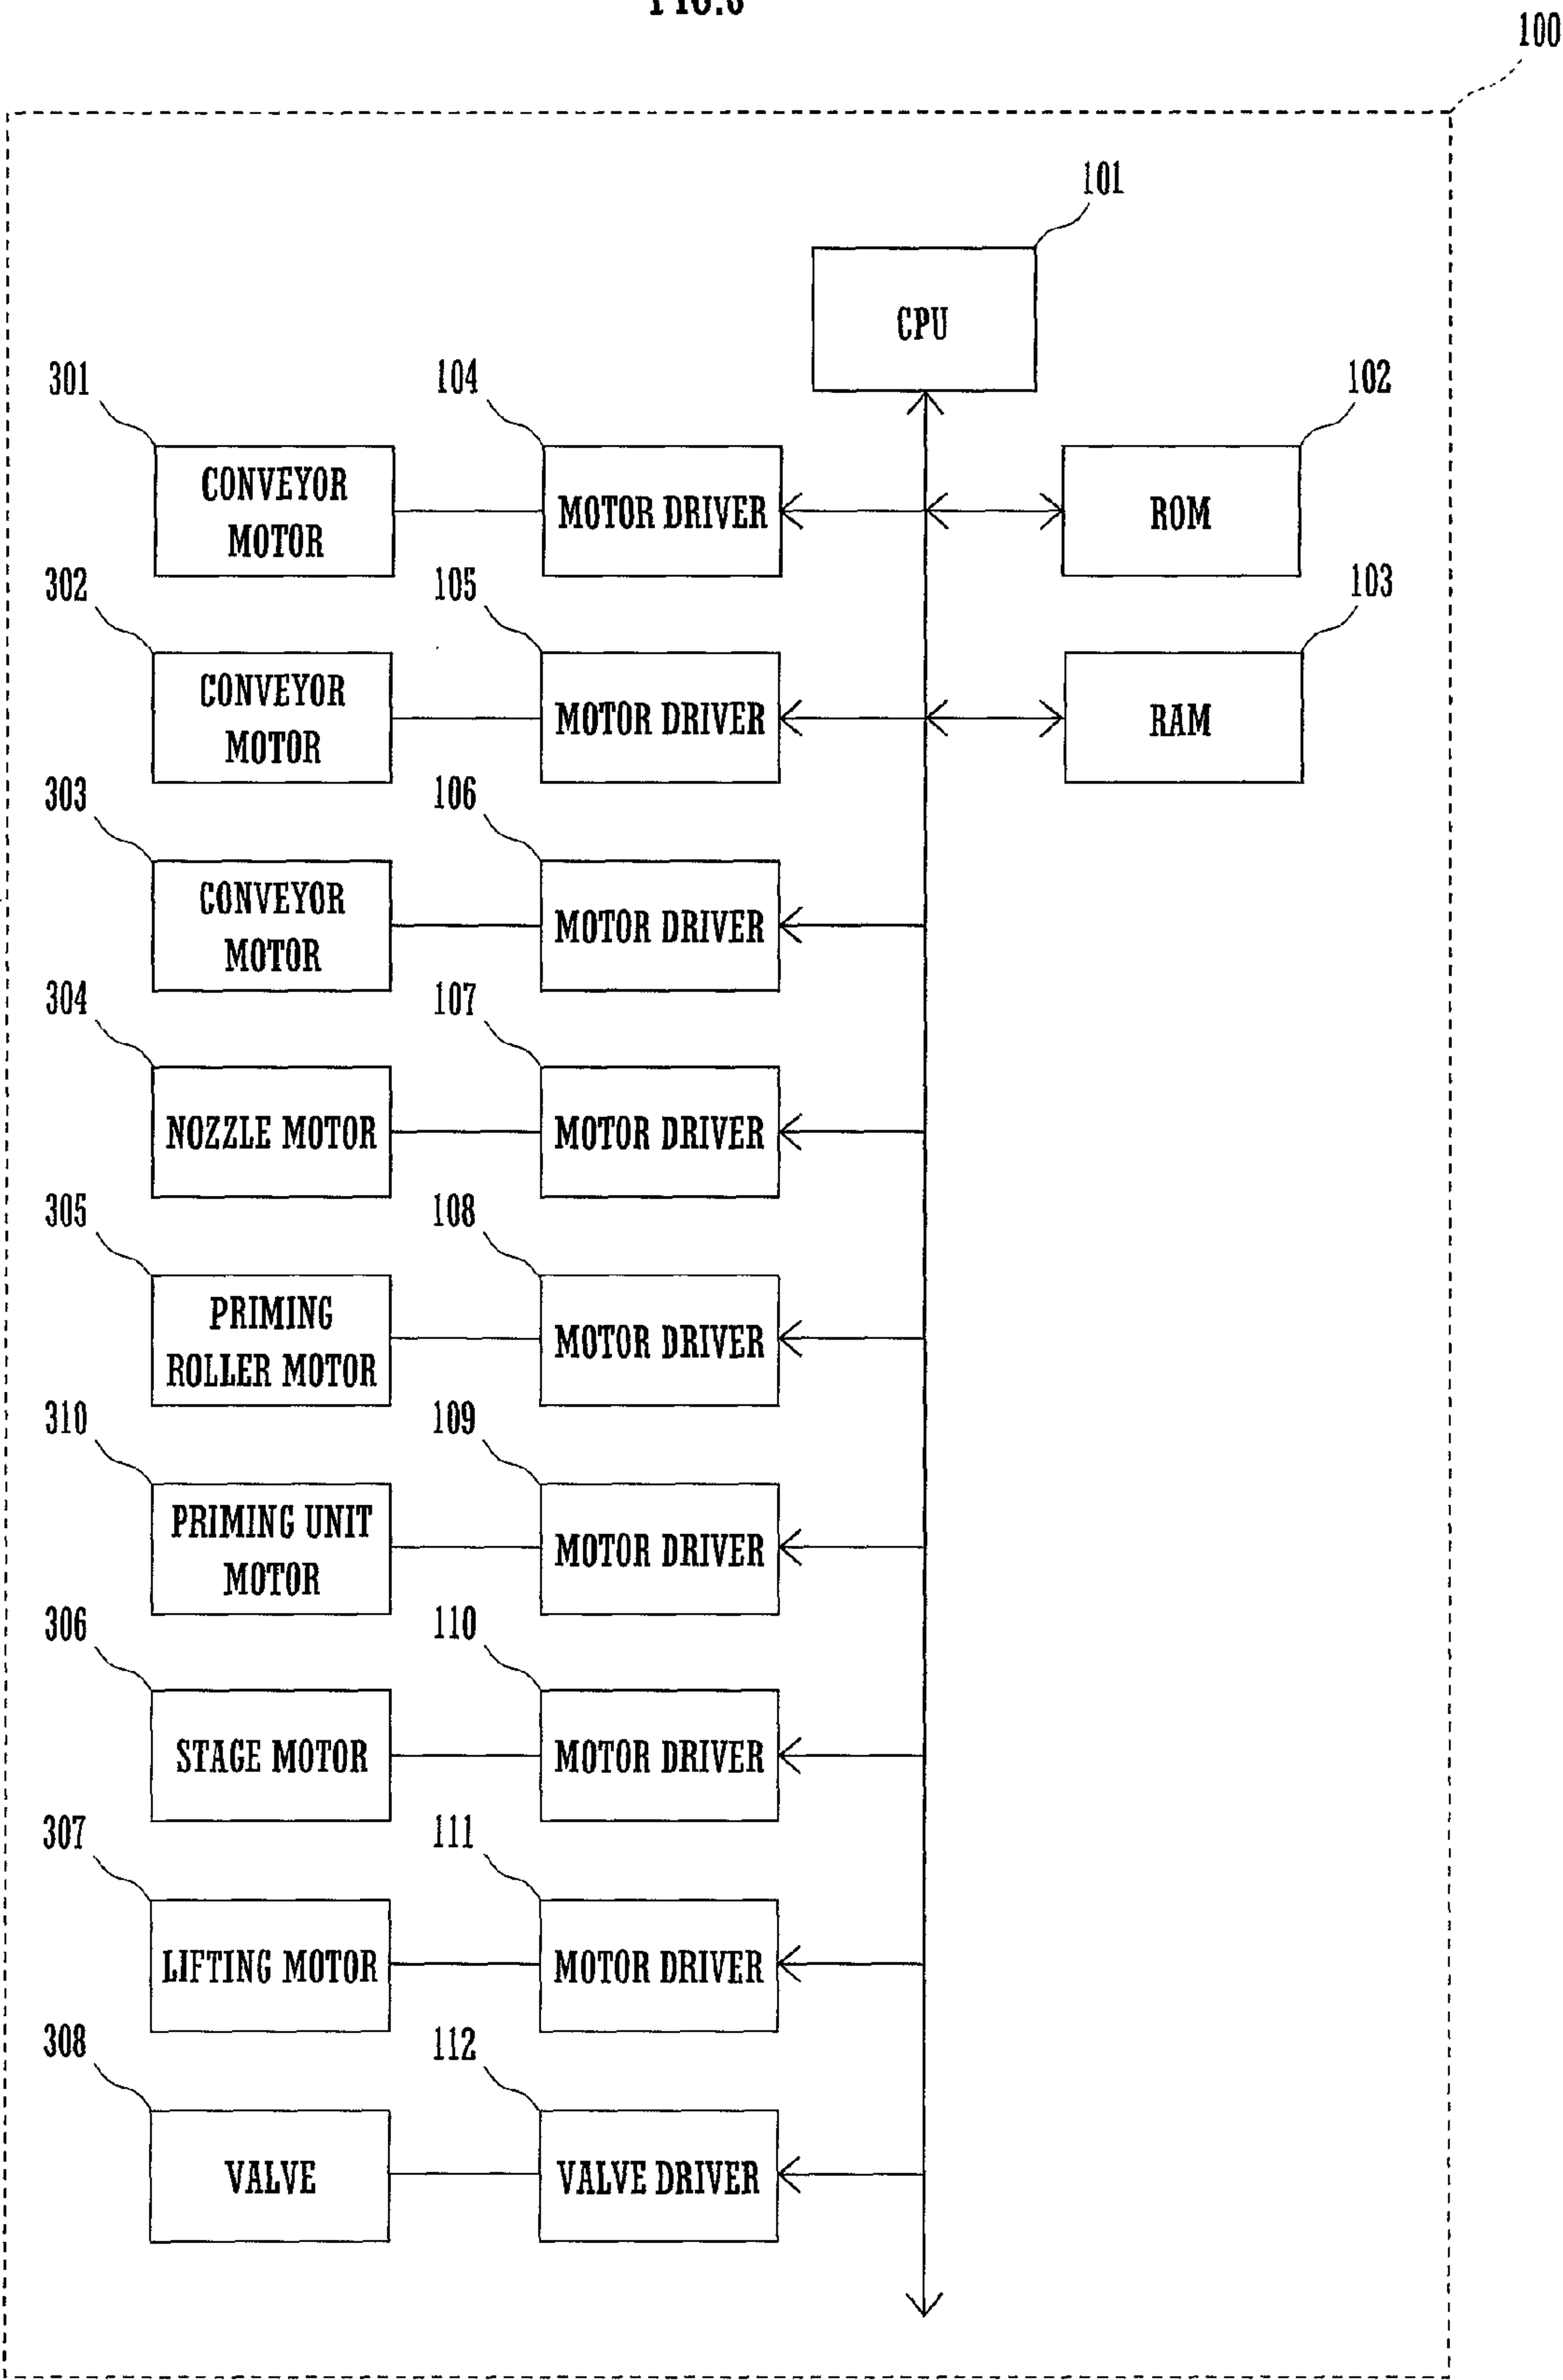 100
101
CPU
301
104
102
CONVEYOR
MOTOR
MOTOR DRIVER
ROM
302
105
103
CONVEYOR
MOTOR
MOTOR DRIVER
RAM
303
106
CONVEYOR
MOTOR
MOTOR DRIVER
304
107
NOZZLE MOTOR
MOTOR DRIVER
305
108
PRIMING
ROLLER MOTOR
MOTOR DRIVER
310
109
PRIMING UNIT
MOTOR
MOTOR DRIVER
306
110
STAGE MOTOR
MOTOR DRIVER
307
111
LIFTING MOTOR
MOTOR DRIVER
308
112
VALVE
VALVE DRIVER